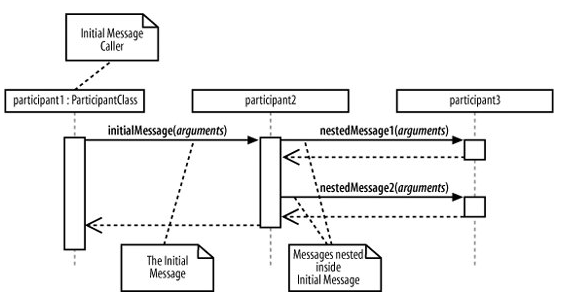 Initial Message
Caller
participant1 : ParticipantClass
participant2
participant3
initialMessage(arguments)
nestedMessage1(arguments)
nestedMessage2(arguments)
The Initial
Message
Messages nested
inside
Initial Message